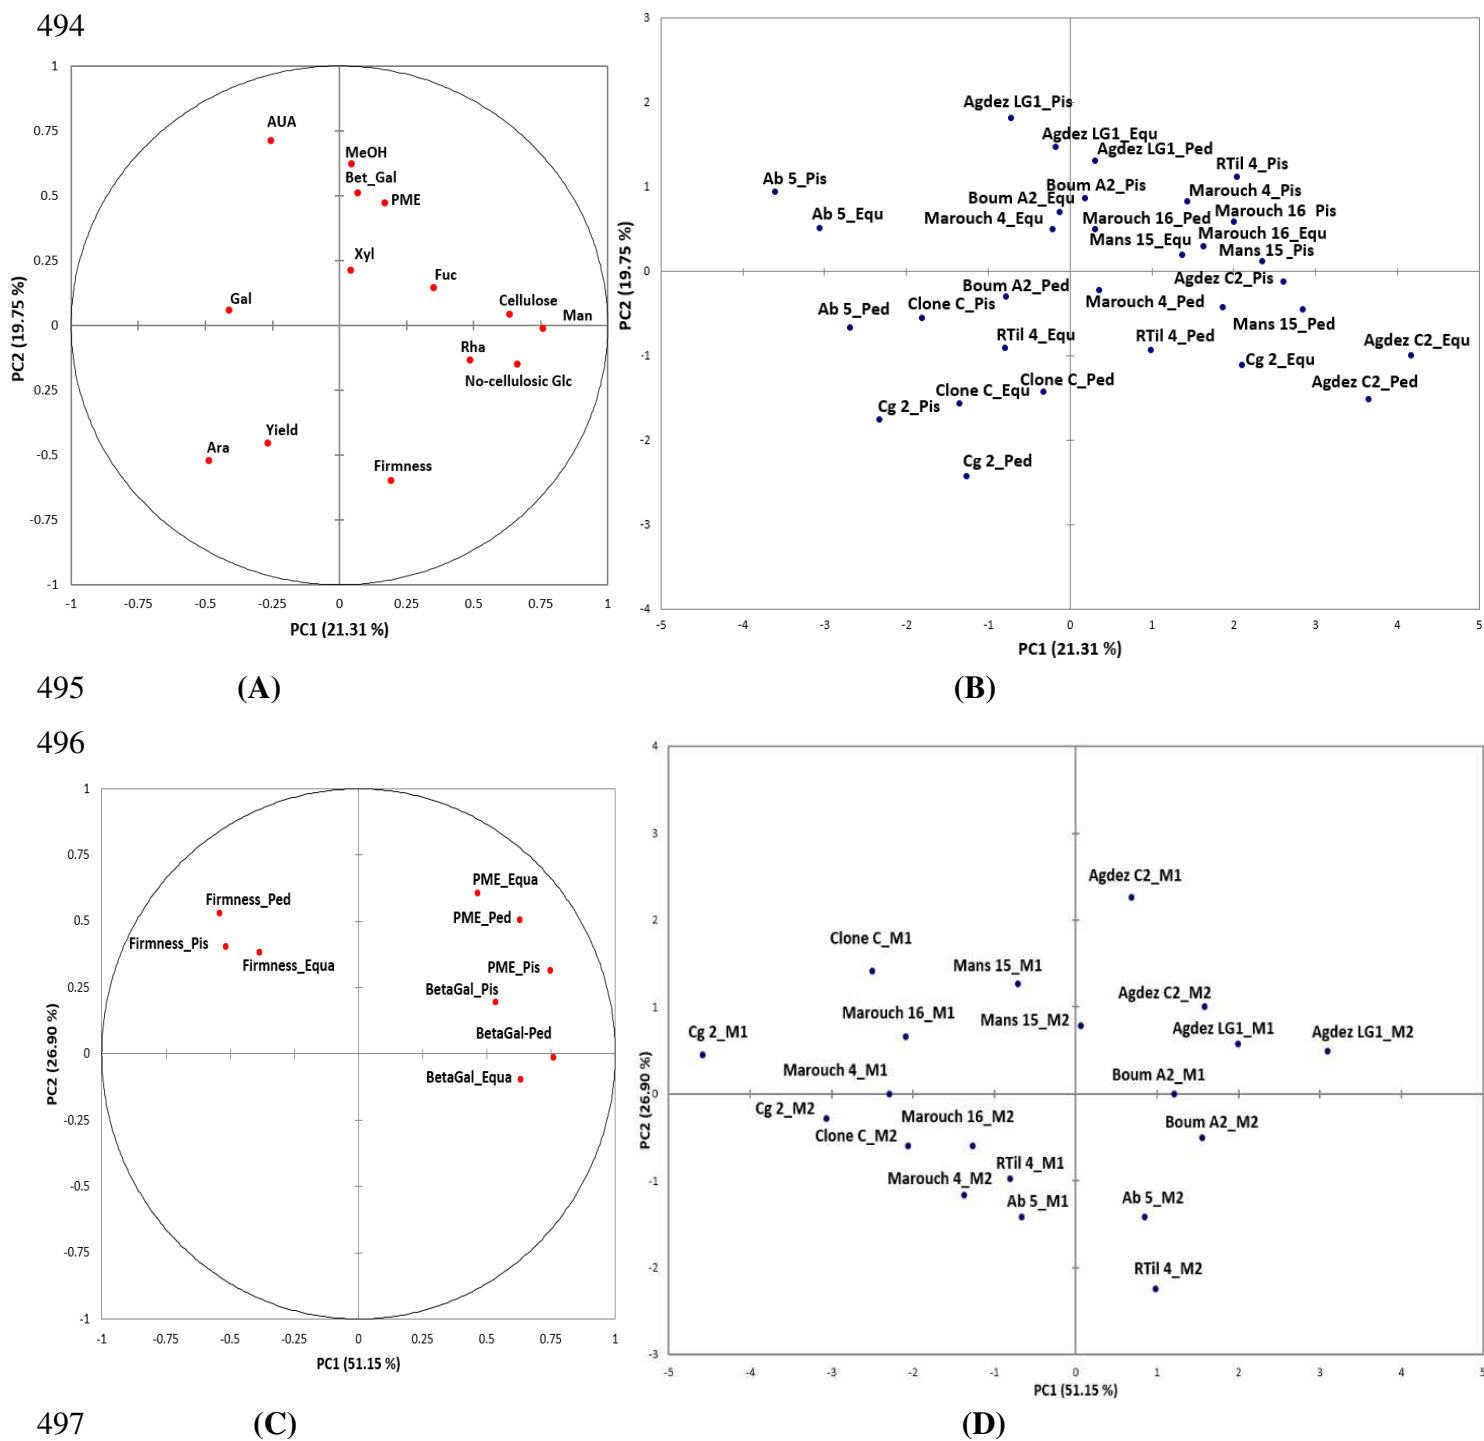 494
1
0.75
0.5
0.25
0
0.25
-0.5
-0.75
-1
-1
-0.75
-0.5
-0.25
0
0.25
0.5
0.75
1
PC2 (19.75 %)
PC1 (21.31 %)
AUA
MeOH
Bet_Gal
PME
Xyl
Fuc
Gal
Cellulose
Man
Rha
No-cellulosic Glc
Yield
Ara
Firmness
3
2
1
0
-1
-2
-3
-4
-5
-4
-3
-2
-1
0
1
2
3
4
5
PC2 (19.75 %)
PC1 (21.31 %)
Agdez LG1_Pis
Agdez LG1_Equ
Agdez LG1_Ped
RTil 4_Pis
Ab 5_Pis
Boum A2_Pis
Marouch 4_Pis
Boum A2_Equ
Marouch 16 Pis
Ab 5_Equ
Marouch 4_Equ
Marouch 16_Ped
Marouch 16_Equ
Mans 15_Equ
Mans 15_Pis
Agdez C2_Pis
Boum A2_Ped
Ab 5_Ped
Clone C_Pis
Marouch 4_Ped
Mans 15_Ped
RTil 4_Equ
RTil 4_Ped
Agdez C2_Equ
Cg 2_Equ
Clone C_Equ
Clone C_Ped
Agdez C2_Ped
Cg 2_Pis
Cg 2_Ped
495
(A)
(B)
496
1
0.75
0.5
0.25
0
-0.25
-0.5
-0.75
-1
-1
-0.75
-0.5
-0.25
0
0.25
0.5
0.75
1
PC2 (26.90 %)
PC1 (51.15 %)
PME_Equa
Firmness_Ped
PME_Ped
Firmness_Pis
Firmness_Equa
PME_Pis
BetaGal_Pis
BetaGal-Ped
BetaGal_Equa
4
3
2
1
0
-1
-2
-3
-5
-4
-3
-2
-1
0
1
2
3
4
5
PC2 (26.90 %)
PC1 (51.15 %)
Agdez C2_M1
Clone C_M1
Mans 15_M1
Agdez C2_M2
Marouch 16_M1
Mans 15_M2
Cg 2_M1
Agdez LG1_M1
Agdez LG1_M2
Marouch 4_M1
Boum A2_M1
Cg 2_M2
Marouch 16_M2
Boum A2_M2
Clone C_M2
RTil 4_M1
Marouch 4_M2
Ab 5_M1
Ab 5_M2
RTil 4_M2
497
(C)
(D)